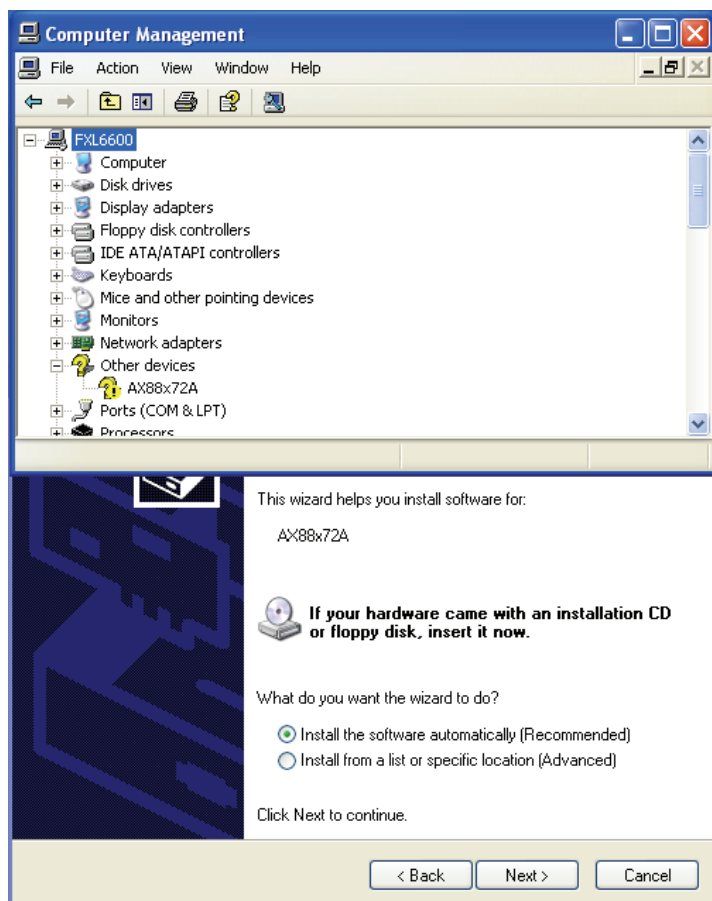 Computer Management
File Action View Window Help
FXL6600
Computer
Disk drives
Display adapters
Floppy disk controllers
IDE ATA/ATAPI controllers
Keyboards
Mice and other pointing devices
Monitors
Network adapters
Other devices
AX88x72A
Ports (COM & LPT)
Processors
This wizard helps you install software for:
AX88x72A
If your hardware came with an installation CD
or floppy disk, insert it now.
What do you want the wizard to do?
Install the software automatically (Recommended)
Install from a list or specific location (Advanced)
Click Next to continue.
< Back Next > Cancel